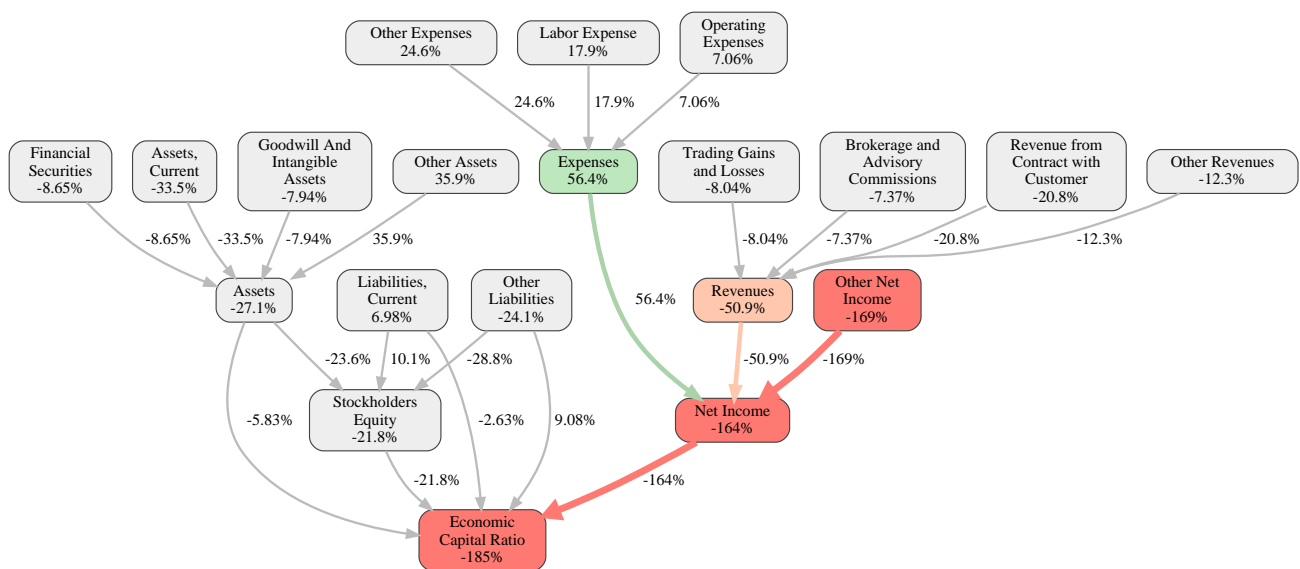 Other Expenses
24.6%
Labor Expense
17.9%
Operating
Expenses
7.06%
24.6%
17.9%
7.06%
Financial
Securities
-8.65%
Assets,
Current
-33.5%
Goodwill And
Intangible
Assets
-7.94%
Other Assets
35.9%
Expenses
56.4%
Trading Gains
and Losses
-8.04%
Brokerage and
Advisory
Commissions
-7.37%
Revenue from
Contract with
Customer
-20.8%
Other Revenues
-12.3%
-8.65%
-33.5%
-7.94%
35.9%
-8.04%
-7.37%
-20.8%
-12.3%
Assets
-27.1%
Liabilities,
Current
6.98%
Other
Liabilities
-24.1%
56.4%
Revenues
-50.9%
Other Net
Income
-169%
-23.6%
10.1%
-28.8%
-50.9%
-169%
-5.83%
Stockholders
Equity
-21.8%
-2.63%
9.08%
Net Income
-164%
-21.8%
-164%
Economic
Capital Ratio
-185%